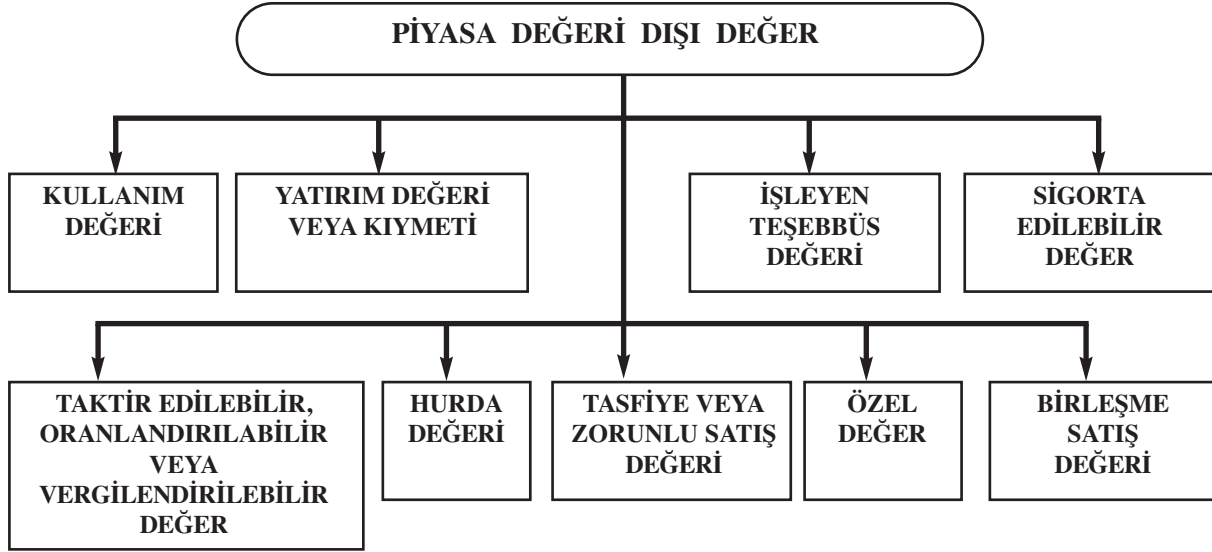 PİYASA DEĞERİ DIŞI DEĞER
KULLANIM
DEĞERİ
YATIRIM DEĞERİ
VEYA KIYMETİ
İŞLEYEN
TEŞEBBÜS
DEĞERİ
SİGORTA
EDİLEBİLİR
DEĞER
TAKTİR EDİLEBİLİR,
ORANLANDIRILABİLİR
VEYA
VERGİLENDİRİLEBİLİR
DEĞER
HURDA
DEĞERİ
TASFİYE VEYA
ZORUNLU SATIŞ
DEĞERİ
ÖZEL
DEĞER
BİRLEŞME
SATIŞ
DEĞERİ